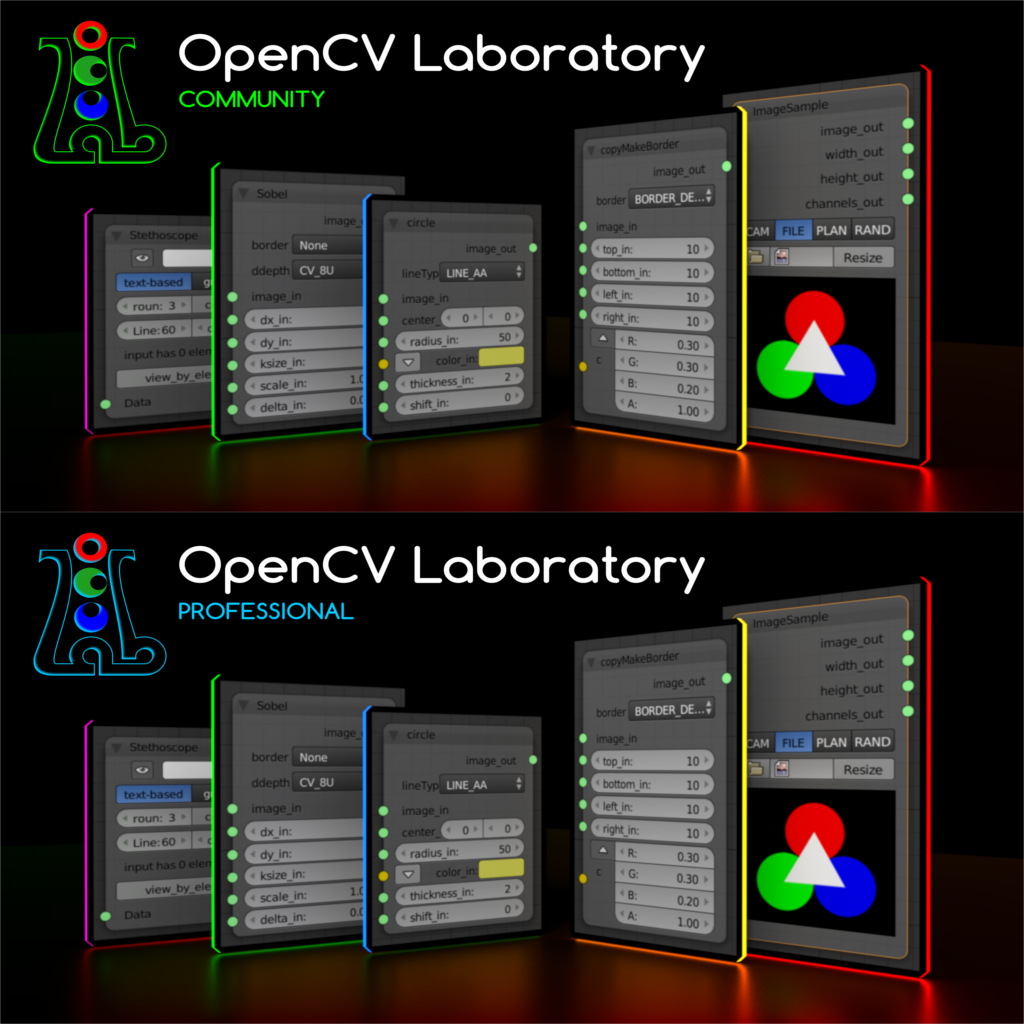 OpenCV Laboratory
COMMUNITY
Stethoscope
text-based
roun: 3
Line: 60
input has 0 elem
view_by_ele
Data
Sobel
image_o
border None
ddepth CV_8U
image_in
dx_in:
dy_in:
ksize_in:
scale_in: 1.0
delta_in: 0.0
circle
image_out
lineTyp LINE_AA
image_in
center_ 0 0
radius_in: 50
color_in:
thickness_in: 2
shift_in: 0
copyMakeBorder
image_out
border BORDER_DE...
image_in
top_in: 10
bottom_in: 10
left_in: 10
right_in: 10
R: 0.30
c G: 0.30
B: 0.20
A: 1.00
ImageSample
image_out
width_out
height_out
channels_out
CAM FILE PLAN RAND
Resize
OpenCV Laboratory
PROFESSIONAL
Stethoscope
text-based
roun: 3
Line: 60
input has 0 elem
view_by_ele
Data
Sobel
image_o
border None
ddepth CV_8U
image_in
dx_in:
dy_in:
ksize_in:
scale_in: 1.0
delta_in: 0.0
circle
image_out
lineTyp LINE_AA
image_in
center_ 0 0
radius_in: 50
color_in:
thickness_in: 2
shift_in: 0
copyMakeBorder
image_out
border BORDER_DE...
image_in
top_in: 10
bottom_in: 10
left_in: 10
right_in: 10
R: 0.30
c G: 0.30
B: 0.20
A: 1.00
ImageSample
image_out
width_out
height_out
channels_out
CAM FILE PLAN RAND
Resize